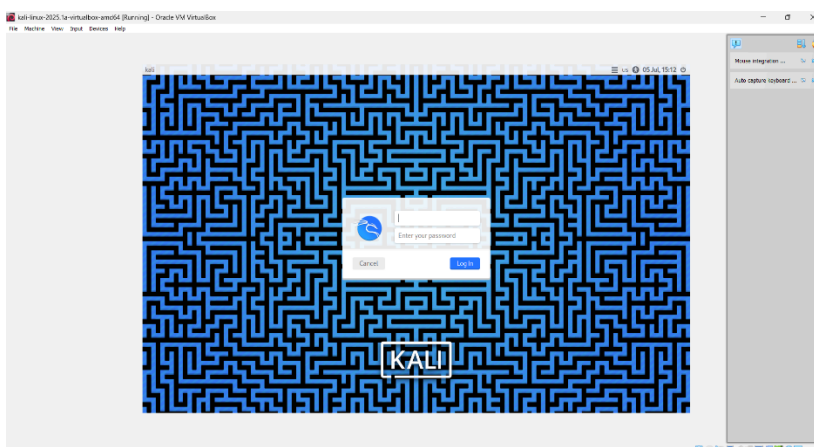 kali-linux-2025.1a-virtualbox-amd64 [Running] - Oracle VM VirtualBox
File Machine View Input Devices Help
Mouse integration ...
Auto capture keyboard ...
kali
us 05 Jul, 15:12
Enter your password
Cancel
Log In
KALI